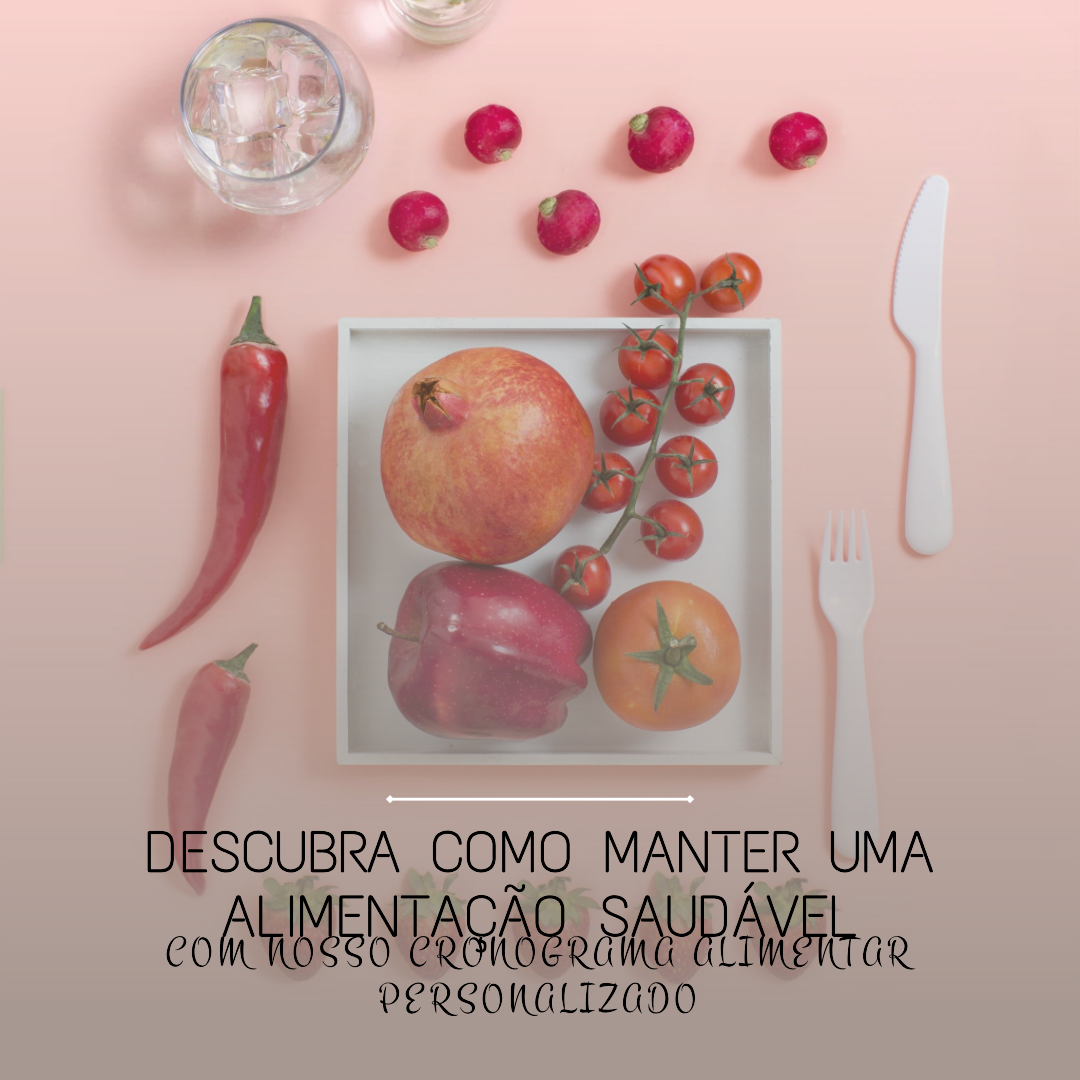 DESCUBRA COMO MANTER UMA
ALIMENTAÇÃO SAUDÁVEL
COM NOSSO CRONOGRAMA ALIMENTAR
PERSONALIZADO